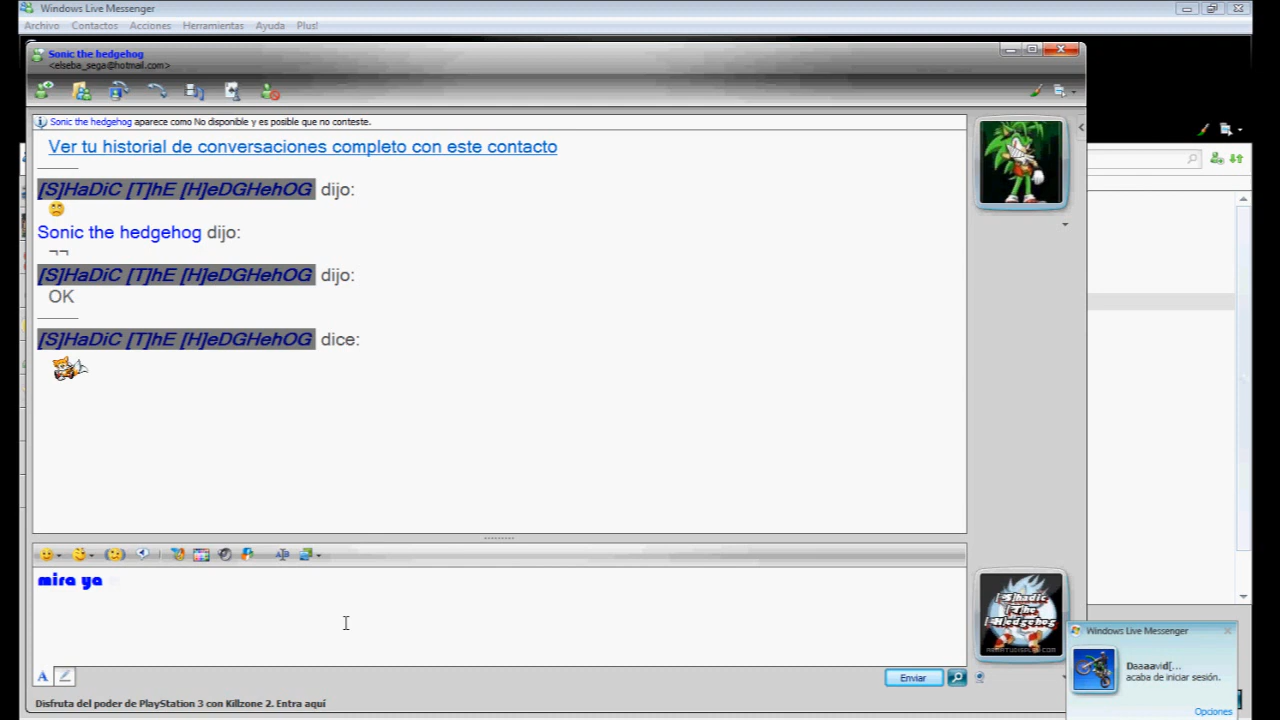 Windows Live Messenger
Archivo Contactos Acciones Herramientas Ayuda Plus!
Sonic the hedgehog
<elseba_sega@hotmail.com>
Sonic the hedgehog aparece como No disponible y es posible que no conteste.
Ver tu historial de conversaciones completo con este contacto
[S]HaDiC [T]hE [H]eDGHehOG dijo:
Sonic the hedgehog dijo:
¬¬
[S]HaDiC [T]hE [H]eDGHehOG dijo:
OK
[S]HaDiC [T]hE [H]eDGHehOG dice:
mira ya
[S]hadic
[T]he
[H]edgehog
Enviar
Disfruta del poder de PlayStation 3 con Killzone 2. Entra aquí
Windows Live Messenger
Daaaavid[...
acaba de iniciar sesión.
Opciones